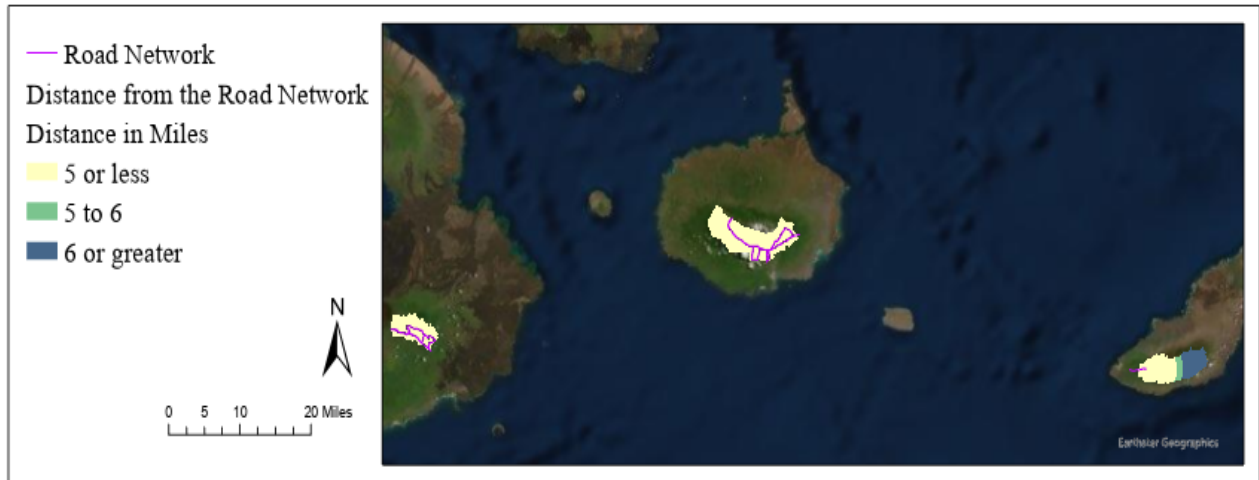 Road Network
Distance from the Road Network
Distance in Miles
5 or less
5 to 6
6 or greater
N
0 5 10 20 Miles
Earthstar Geographics